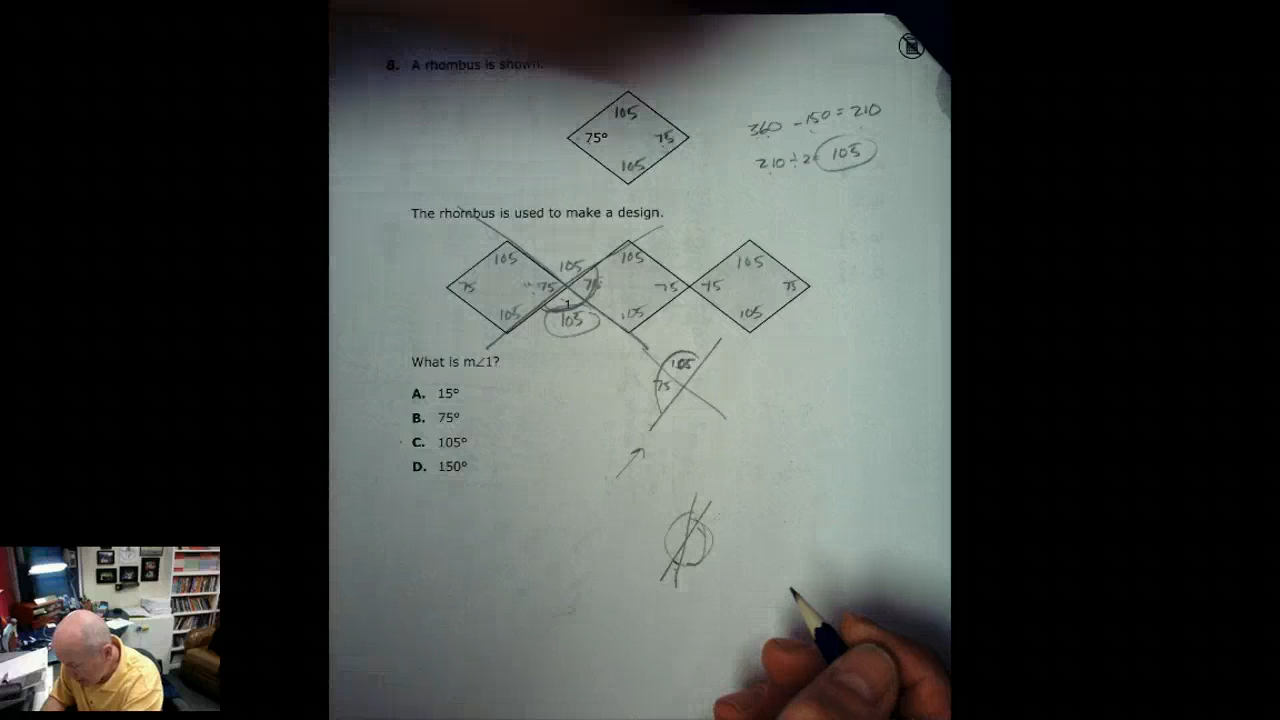 8. A rhombus is shown.
105
75° 75
105
360 - 150 = 210
210 ÷ 2 = 105
The rhombus is used to make a design.
105 105 105 105
75 75 75 75 75 75
1
105 105 105 105
What is m∠1?
A. 15°
B. 75°
C. 105°
D. 150°
105
75